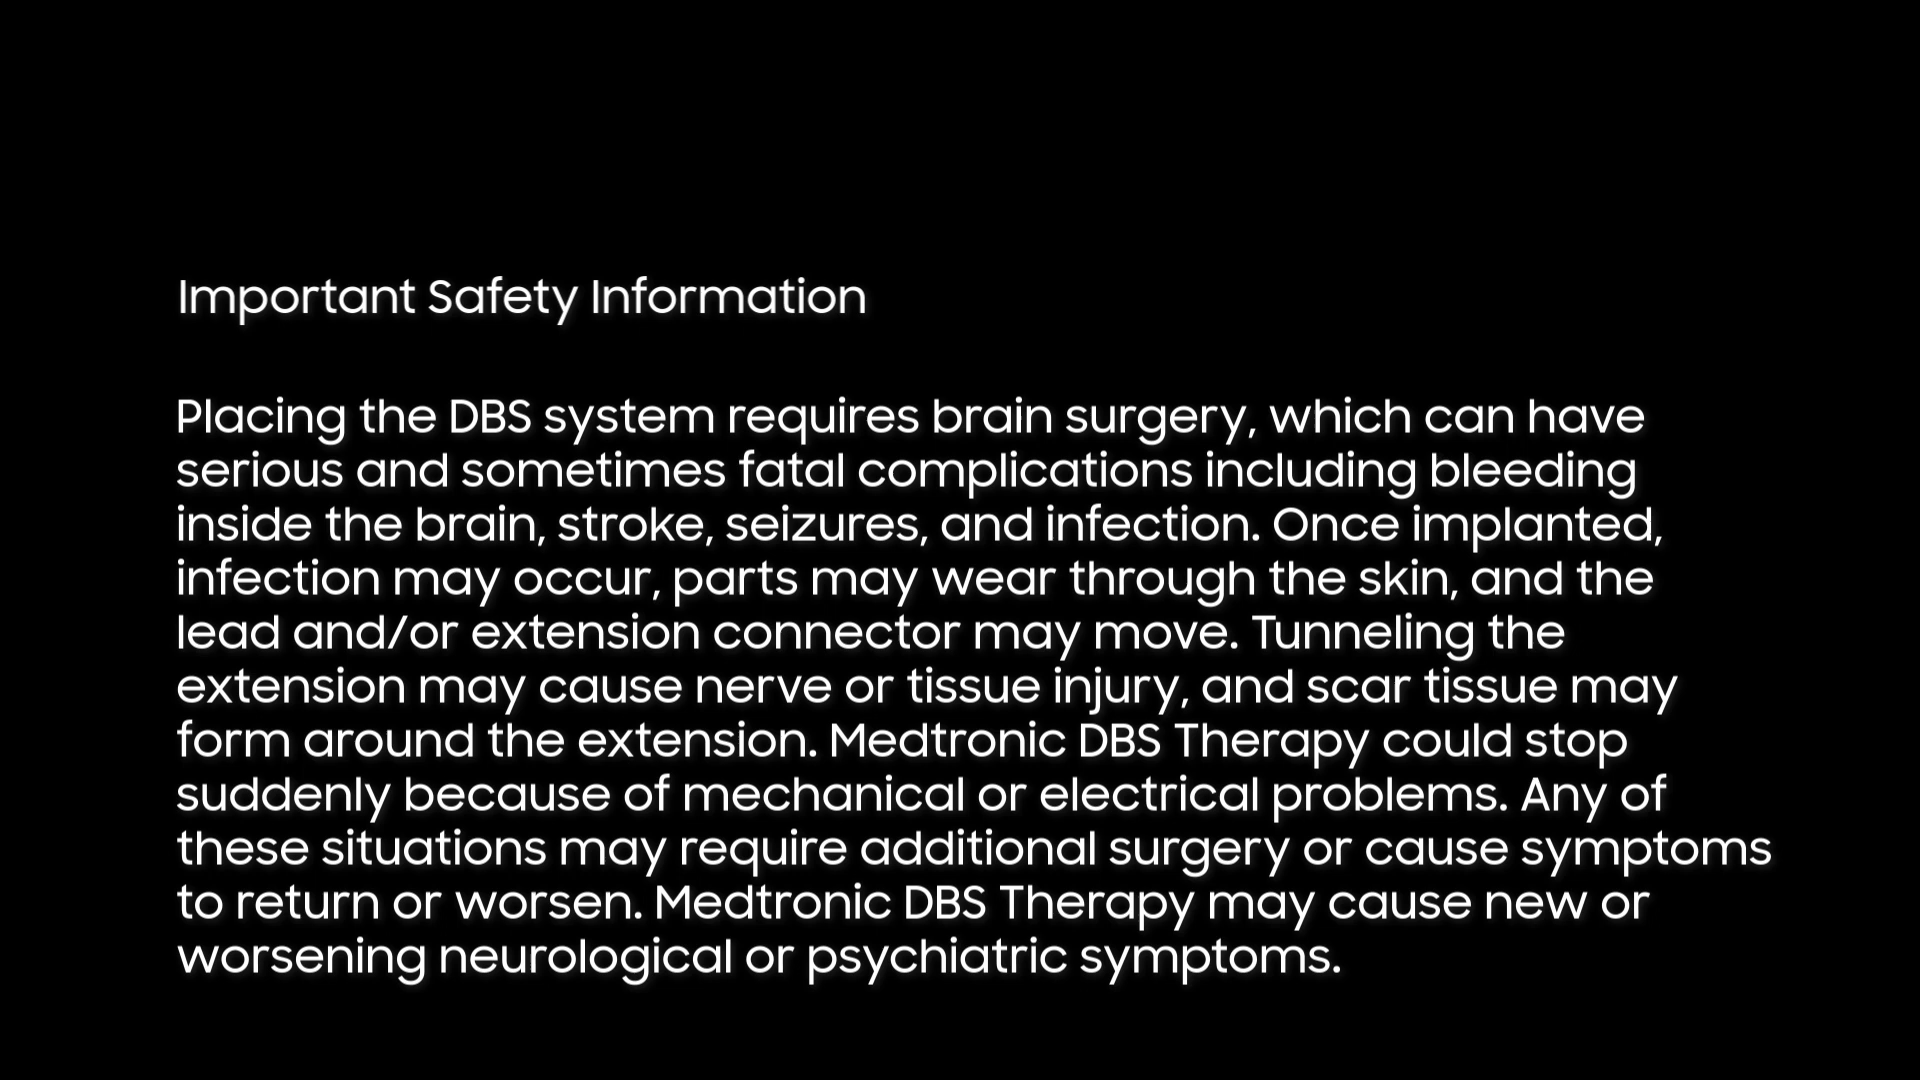 Important Safety Information
Placing the DBS system requires brain surgery, which can have
serious and sometimes fatal complications including bleeding
inside the brain, stroke, seizures, and infection. Once implanted,
infection may occur, parts may wear through the skin, and the
lead and/or extension connector may move. Tunneling the
extension may cause nerve or tissue injury, and scar tissue may
form around the extension. Medtronic DBS Therapy could stop
suddenly because of mechanical or electrical problems. Any of
these situations may require additional surgery or cause symptoms
to return or worsen. Medtronic DBS Therapy may cause new or
worsening neurological or psychiatric symptoms.